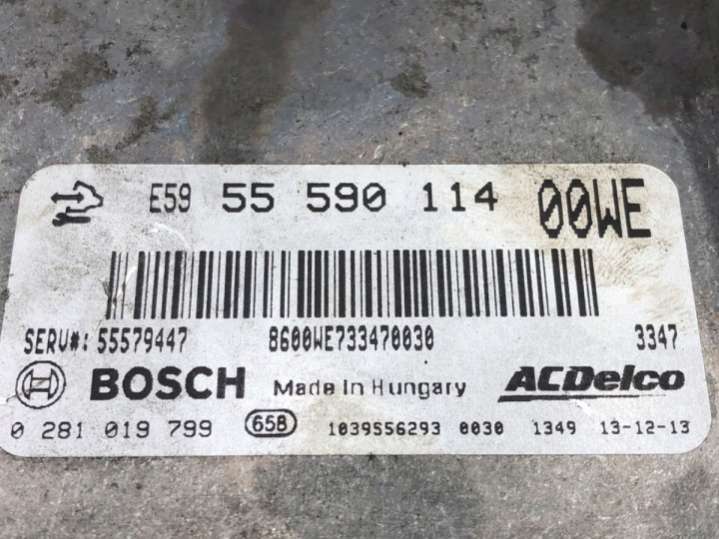 E59 55 590 114 00WE
SERV#: 55579447 8600WE733470030 3347
BOSCH Made in Hungary ACDelco
0 281 019 799 65B 1039S56293 0030 1349 13-12-13